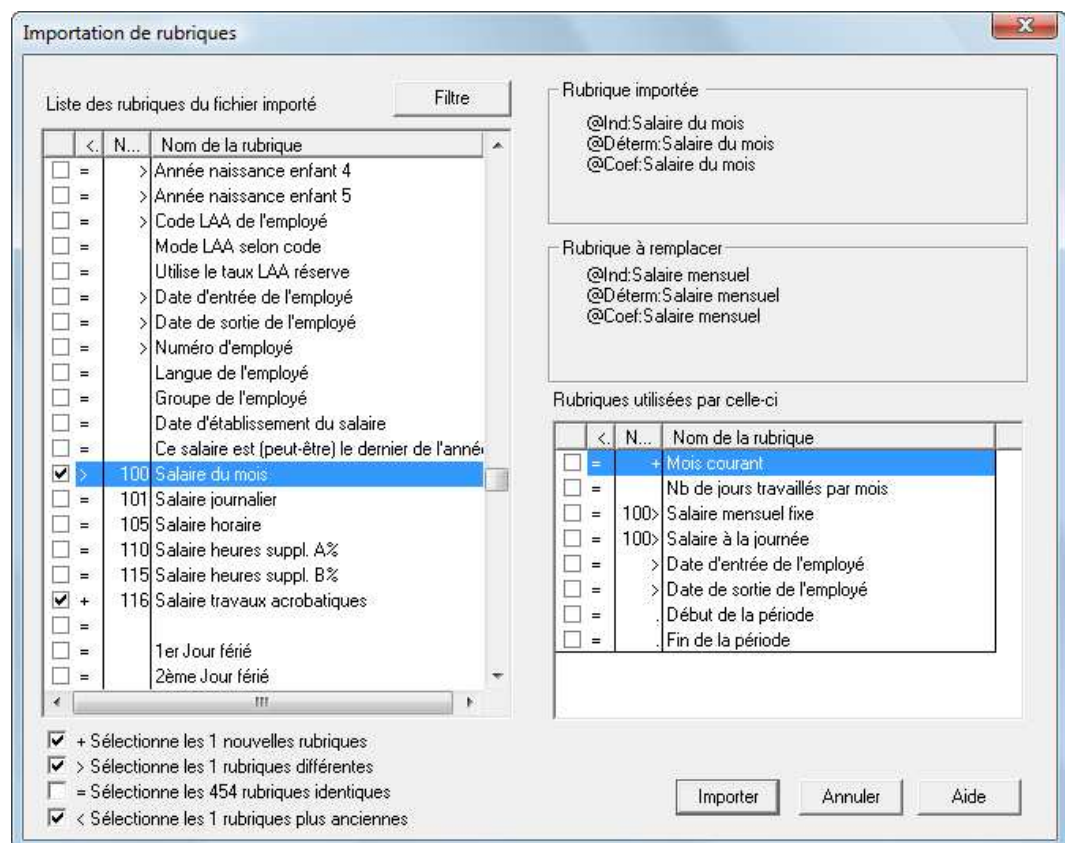 Importation de rubriques
Liste des rubriques du fichier importé
Filtre
<. N... Nom de la rubrique
= > Année naissance enfant 4
= > Année naissance enfant 5
= > Code LAA de l'employé
= Mode LAA selon code
= Utilise le taux LAA réserve
= > Date d'entrée de l'employé
= > Date de sortie de l'employé
= > Numéro d'employé
= Langue de l'employé
= Groupe de l'employé
= Date d'établissement du salaire
= Ce salaire est (peut-être) le dernier de l'anné
> 100 Salaire du mois
= 101 Salaire journalier
= 105 Salaire horaire
= 110 Salaire heures suppl. A%
= 115 Salaire heures suppl. B%
+ 116 Salaire travaux acrobatiques
=
= 1er Jour férié
= 2ème Jour férié
+ Sélectionne les 1 nouvelles rubriques
> Sélectionne les 1 rubriques différentes
= Sélectionne les 454 rubriques identiques
< Sélectionne les 1 rubriques plus anciennes
Rubrique importée
@Ind:Salaire du mois
@Déterm:Salaire du mois
@Coef:Salaire du mois
Rubrique à remplacer
@Ind:Salaire mensuel
@Déterm:Salaire mensuel
@Coef:Salaire mensuel
Rubriques utilisées par celle-ci
<. N... Nom de la rubrique
= + Mois courant
= Nb de jours travaillés par mois
= 100> Salaire mensuel fixe
= 100> Salaire à la journée
= > Date d'entrée de l'employé
= > Date de sortie de l'employé
= . Début de la période
= . Fin de la période
Importer
Annuler
Aide